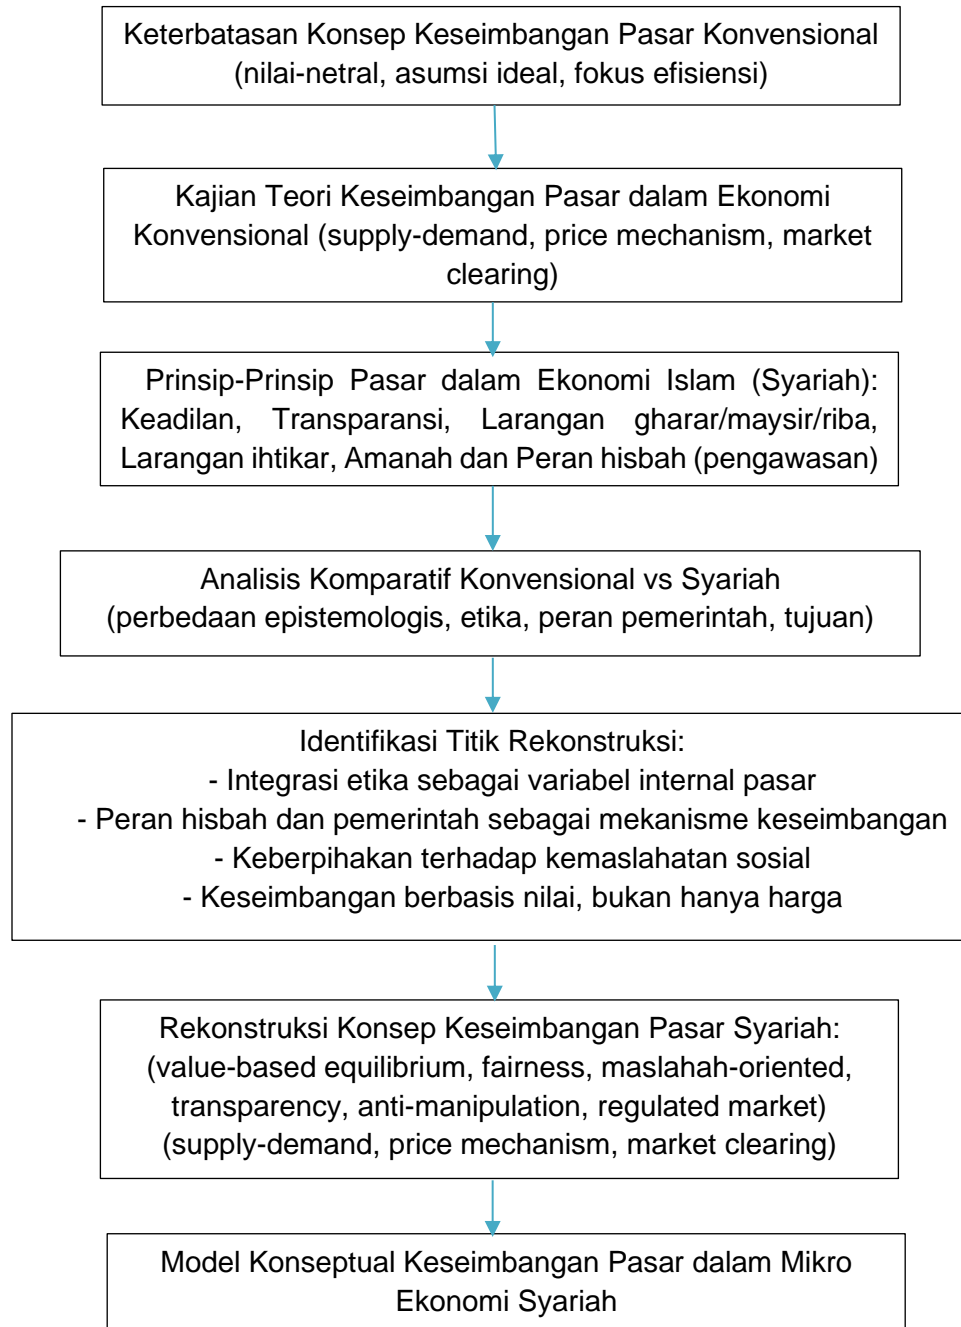 Keterbatasan Konsep Keseimbangan Pasar Konvensional
(nilai-netral, asumsi ideal, fokus efisiensi)
Kajian Teori Keseimbangan Pasar dalam Ekonomi
Konvensional (supply-demand, price mechanism, market
clearing)
Prinsip-Prinsip Pasar dalam Ekonomi Islam (Syariah):
Keadilan, Transparansi, Larangan gharar/maysir/riba,
Larangan ihtikar, Amanah dan Peran hisbah (pengawasan)
Analisis Komparatif Konvensional vs Syariah
(perbedaan epistemologis, etika, peran pemerintah, tujuan)
Identifikasi Titik Rekonstruksi:
- Integrasi etika sebagai variabel internal pasar
- Peran hisbah dan pemerintah sebagai mekanisme keseimbangan
- Keberpihakan terhadap kemaslahatan sosial
- Keseimbangan berbasis nilai, bukan hanya harga
Rekonstruksi Konsep Keseimbangan Pasar Syariah:
(value-based equilibrium, fairness, maslahah-oriented,
transparency, anti-manipulation, regulated market)
(supply-demand, price mechanism, market clearing)
Model Konseptual Keseimbangan Pasar dalam Mikro
Ekonomi Syariah